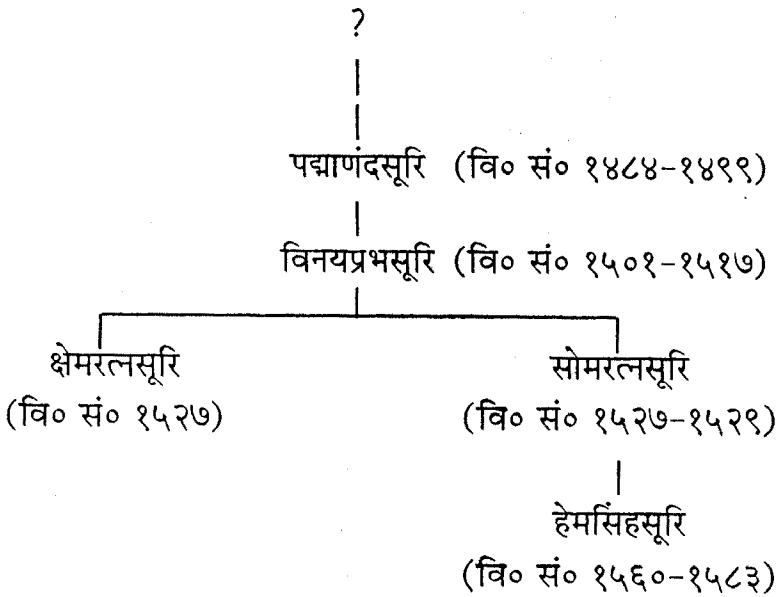 ?
पद्माणंदसूरि (वि० सं० १४८४-१४९९)
विनयप्रभसूरि (वि० सं० १५०१-१५१७)
क्षेमरत्नसूरि सोमरत्नसूरि
(वि० सं० १५२७) (वि० सं० १५२७-१५२९)
हेमसिंहसूरि
(वि० सं० १५६०-१५८३)